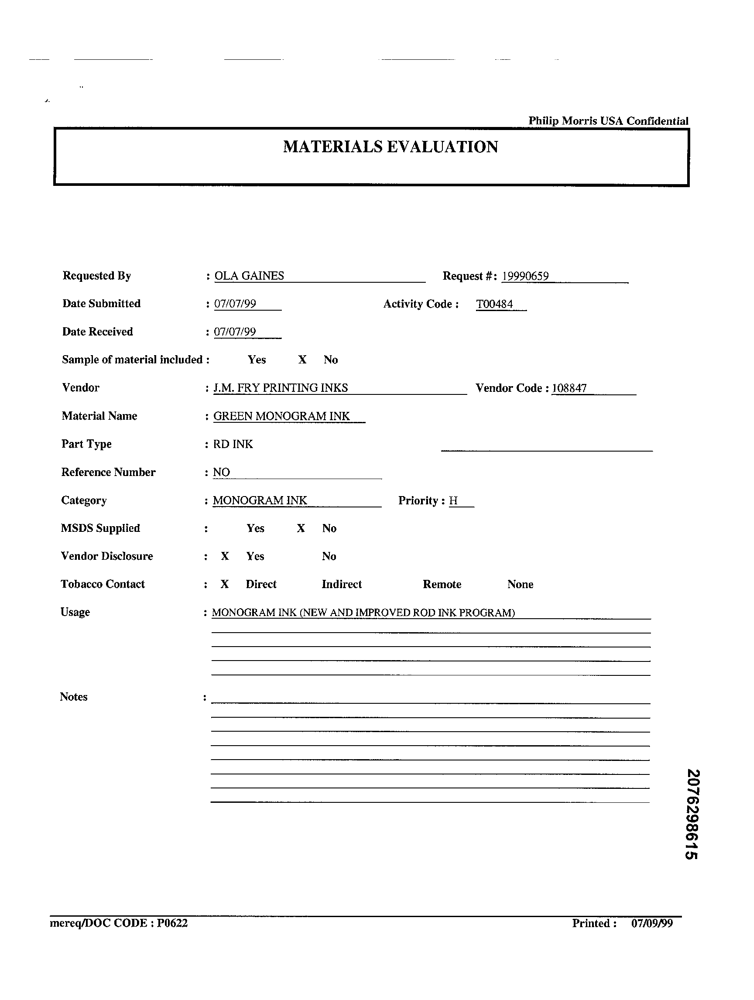 Philip Morris USA Confidential
MATERIALS EVALUATION
Requested By : OLA GAINES Request #: 19990659
Date Submitted : 07/07/99 Activity Code : T00484
Date Received : 07/07/99
Sample of material included : Yes X No
Vendor : J.M. FRY PRINTING INKS Vendor Code : 108847
Material Name : GREEN MONOGRAM INK
Part Type : RD INK
Reference Number : NO
Category : MONOGRAM INK Priority : H
MSDS Supplied : Yes X No
Vendor Disclosure : X Yes No
Tobacco Contact : X Direct Indirect Remote None
Usage : MONOGRAM INK (NEW AND IMPROVED ROD INK PROGRAM)
Notes :
2076298615
mereq/DOC CODE : P0622 Printed : 07/09/99